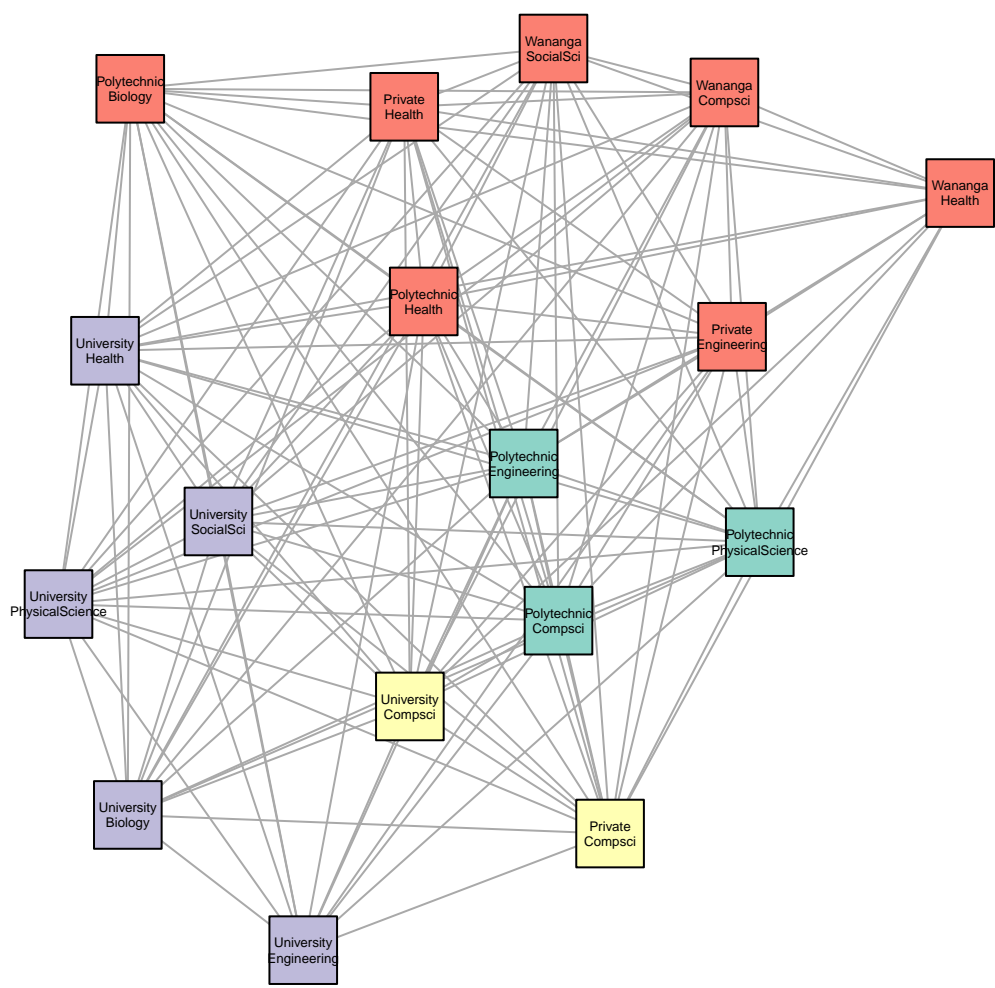 Wananga
SocialSci
Polytechnic
Biology
Private
Health
Wananga
Compsci
Wananga
Health
Polytechnic
Health
University
Health
Private
Engineering
Polytechnic
Engineering
University
SocialSci
Polytechnic
PhysicalScience
University
PhysicalScience
Polytechnic
Compsci
University
Compsci
University
Biology
Private
Compsci
University
Engineering